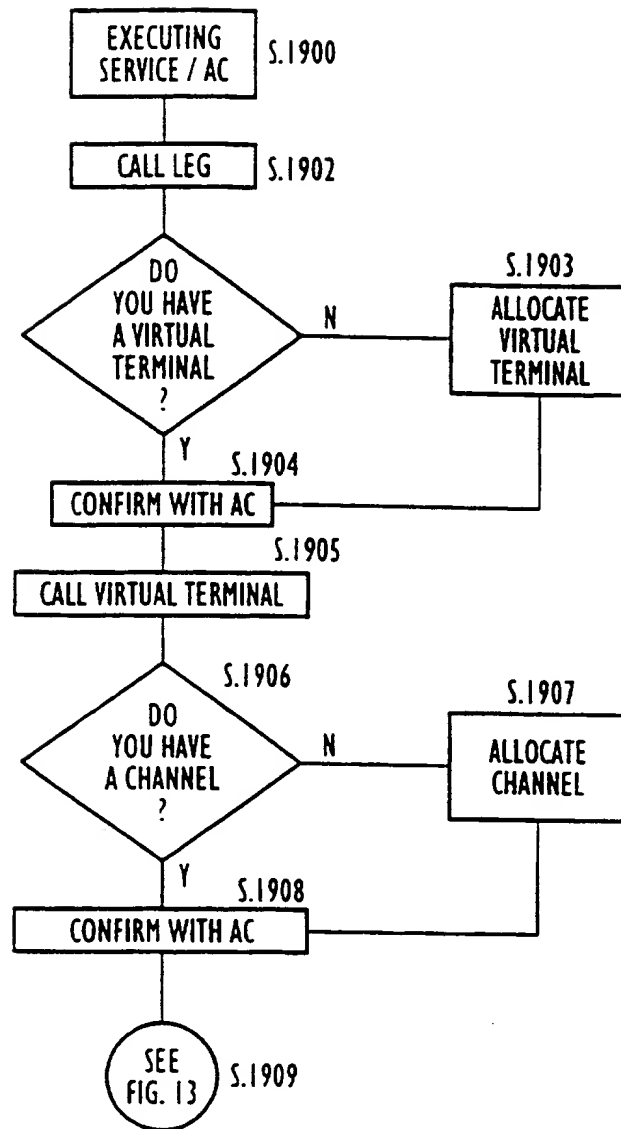 EXECUTING
SERVICE / AC
S.1900
CALL LEG
S.1902
DO
YOU HAVE
A VIRTUAL
TERMINAL
?
N
S.1903
ALLOCATE
VIRTUAL
TERMINAL
Y
S.1904
CONFIRM WITH AC
S.1905
CALL VIRTUAL TERMINAL
S.1906
DO
YOU HAVE
A CHANNEL
?
N
S.1907
ALLOCATE
CHANNEL
Y
S.1908
CONFIRM WITH AC
SEE
FIG. 13
S.1909